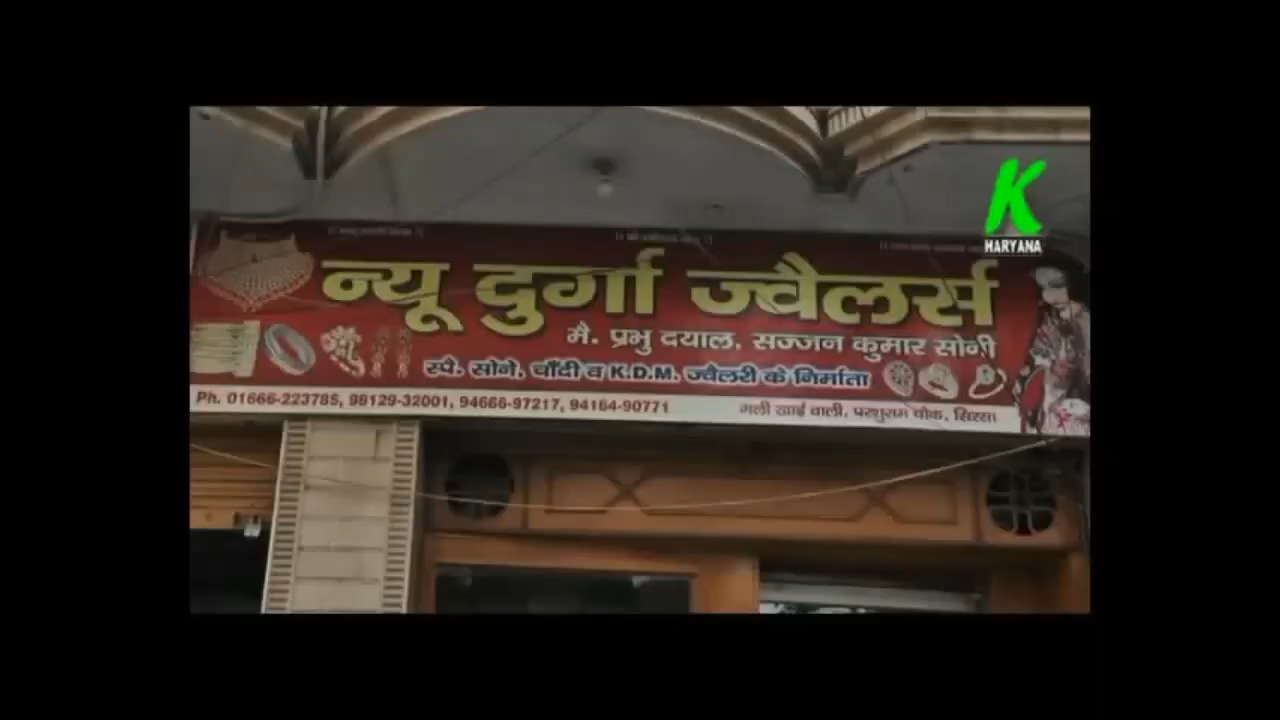 K
HARYANA
न्यू दुर्गा ज्वैलर्स
मै. प्रभु दयाल, सज्जन कुमार सोनी
स्पै. सोने, चाँदी व K.D.M. ज्वैलरी के निर्माता
Ph. 01666-223785, 98129-32001, 94666-97217, 94164-90771
गली खाई वाली, परशुराम चौक, सिरसा